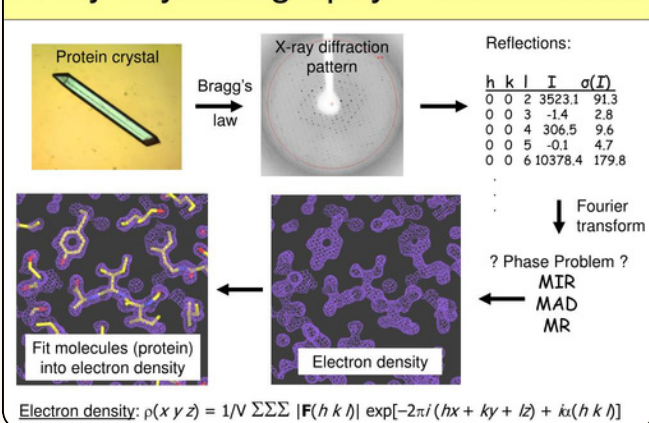 Protein crystal
Bragg's
law
X-ray diffraction
pattern
Reflections:
h k l I σ(I)
0 0 2 3523.1 91.3
0 0 3 -1.4 2.8
0 0 4 306.5 9.6
0 0 5 -0.1 4.7
0 0 6 10378.4 179.8
.
.
.
Fourier
transform
? Phase Problem ?
MIR
MAD
MR
Electron density
Fit molecules (protein)
into electron density
Electron density: ρ(x y z) = 1/V ΣΣΣ |F(h k l)| exp[−2πi (hx + ky + lz) + iα(h k l)]